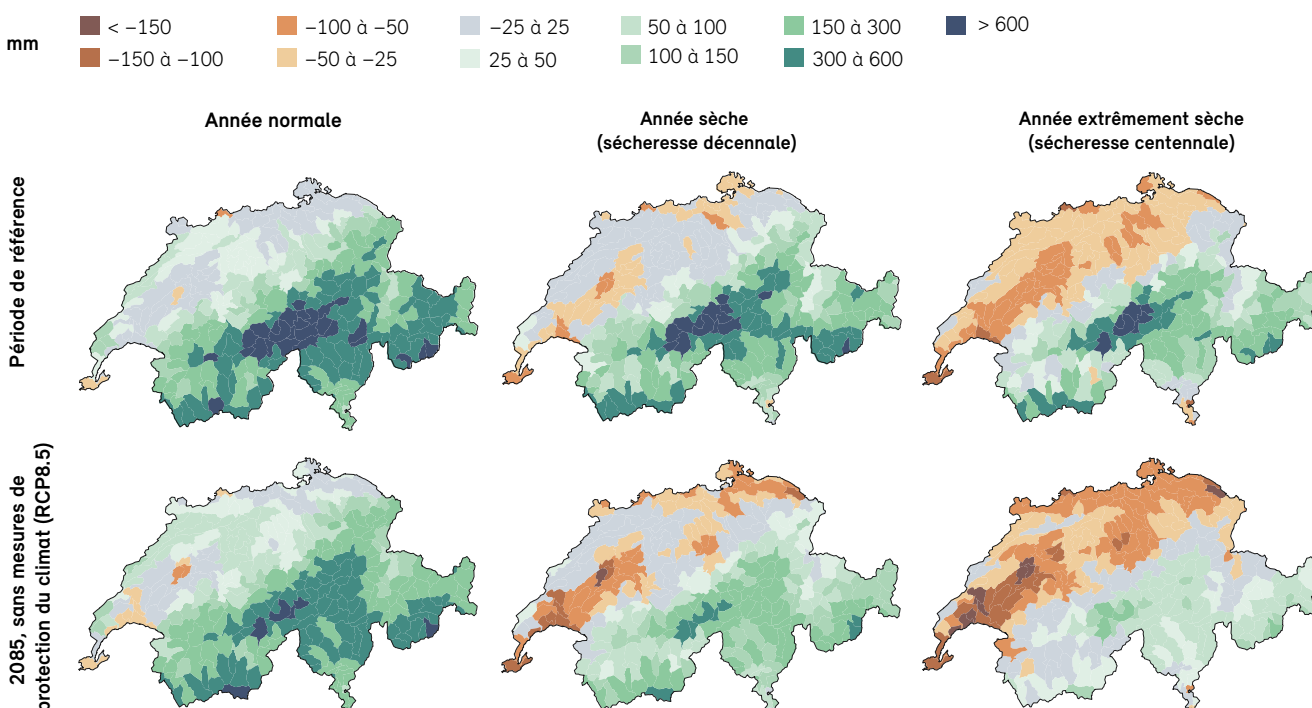 mm
< −150
−100 à −50
−25 à 25
50 à 100
150 à 300
> 600
−150 à −100
−50 à −25
25 à 50
100 à 150
300 à 600
Année normale
Année sèche
(sécheresse décennale)
Année extrêmement sèche
(sécheresse centennale)
Période de référence
2085, sans mesures de
protection du climat (RCP8.5)